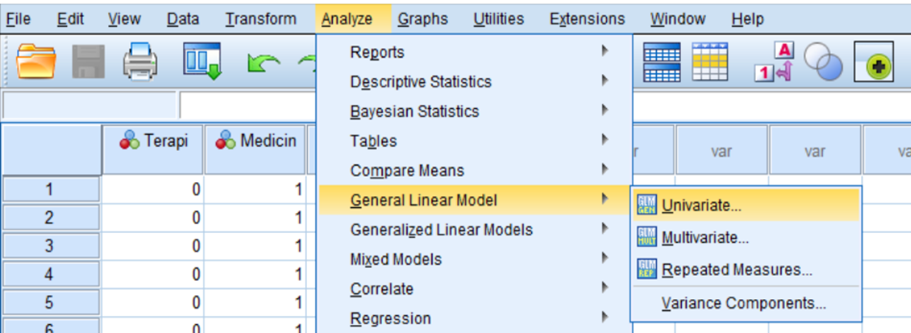 File Edit View Data Transform Analyze Graphs Utilities Extensions Window Help
Reports
Descriptive Statistics
Bayesian Statistics
Tables
Compare Means
General Linear Model
Generalized Linear Models
Mixed Models
Correlate
Regression
Univariate...
Multivariate...
Repeated Measures...
Variance Components...
A
1
Terapi Medicin var var
1 0 1
2 0 1
3 0 1
4 0 1
5 0 1
6 0 1